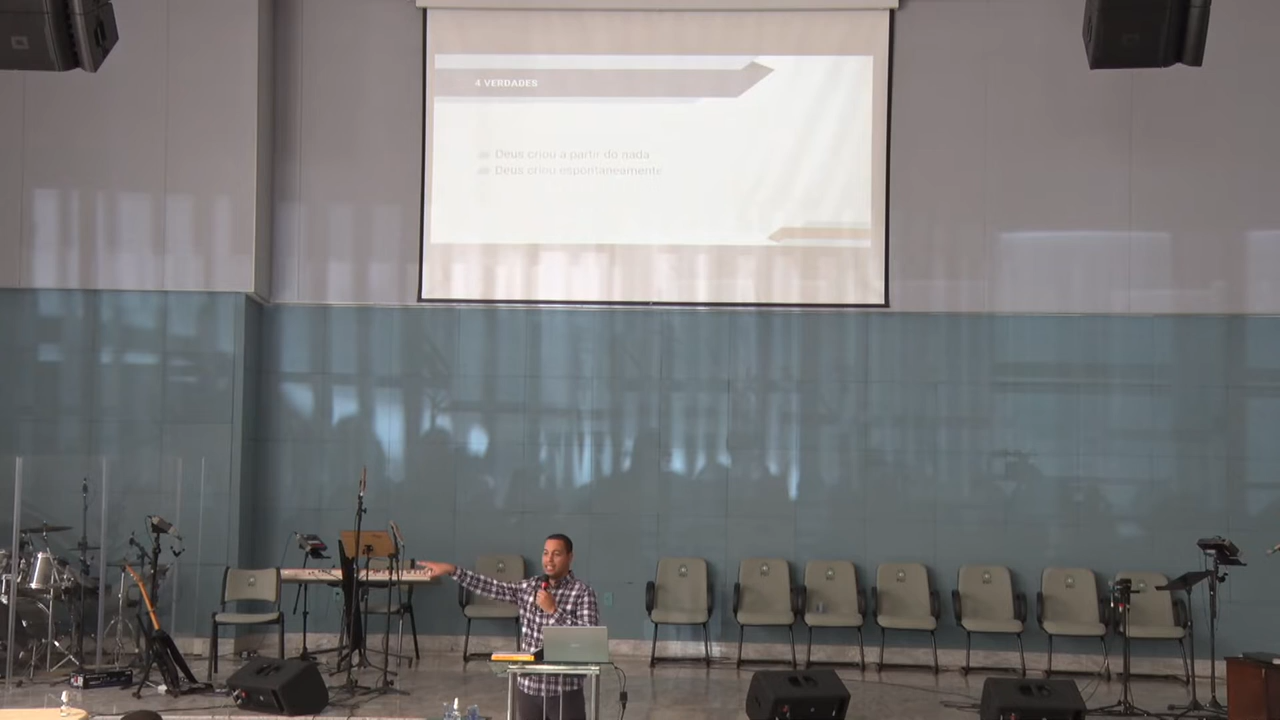 4 VERDADES
Deus criou a partir do nada
Deus criou espontaneamente